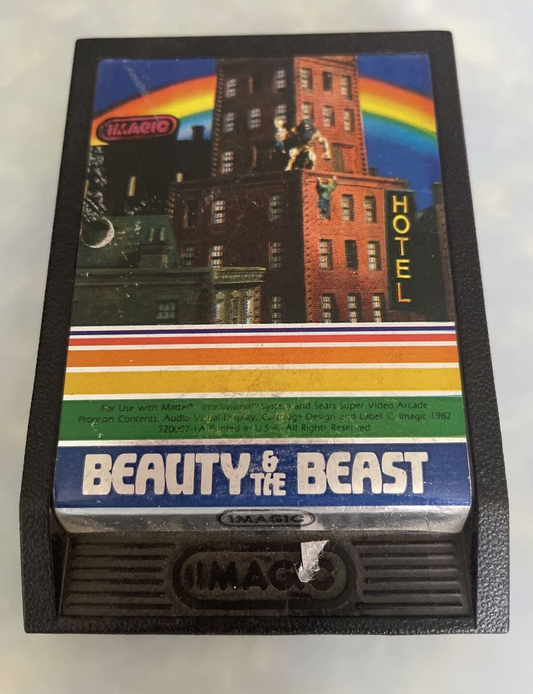 IMAGIC
HOTEL
For Use with Mattel® Intellivision® System and Sears Super Video Arcade
Program Contents, Audio Visual Display, Cartridge Design and Label © Imagic 1982
720007-1A Printed in U.S.A. All Rights Reserved
BEAUTY & THE BEAST
IMAGIC
IMAGIC